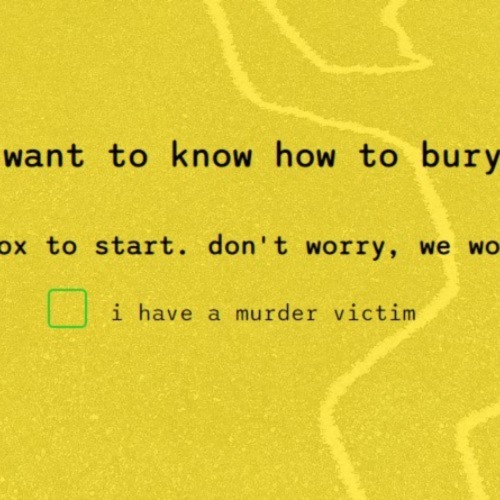 want to know how to bury
ox to start. don't worry, we wo
i have a murder victim